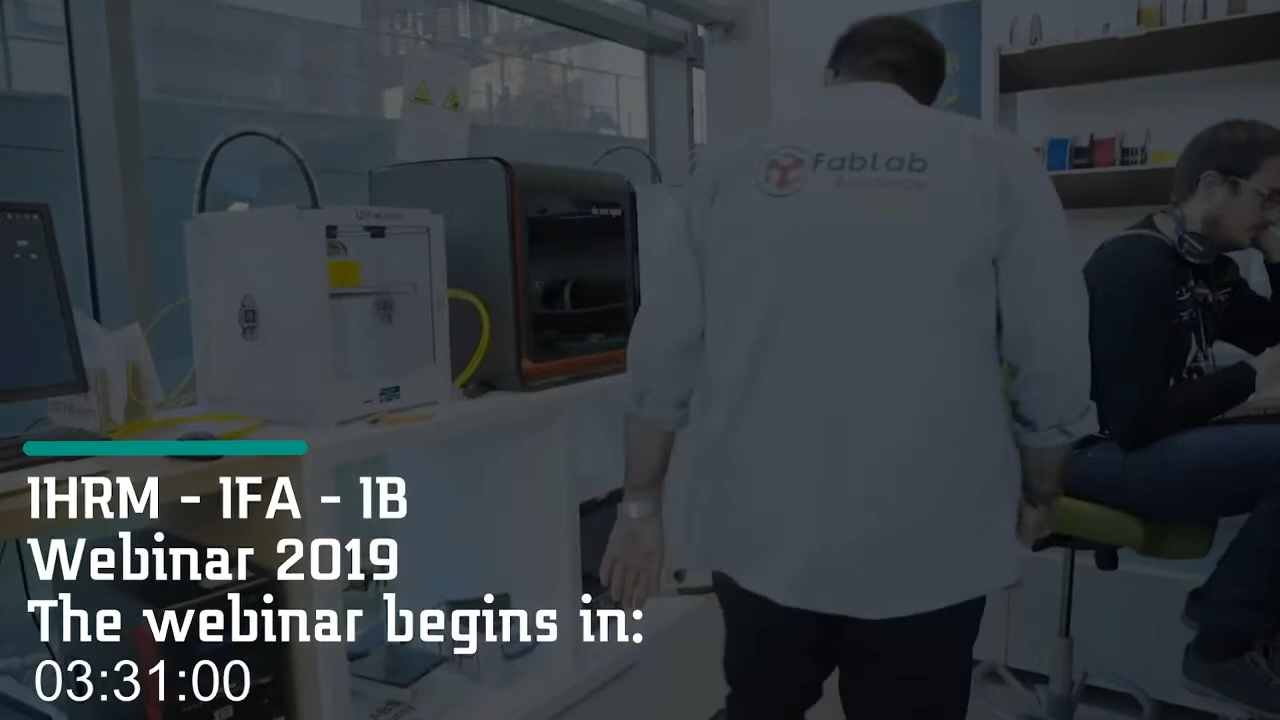 FabLab
IHRM - IFA - IB
Webinar 2019
The webinar begins in:
03:31:00